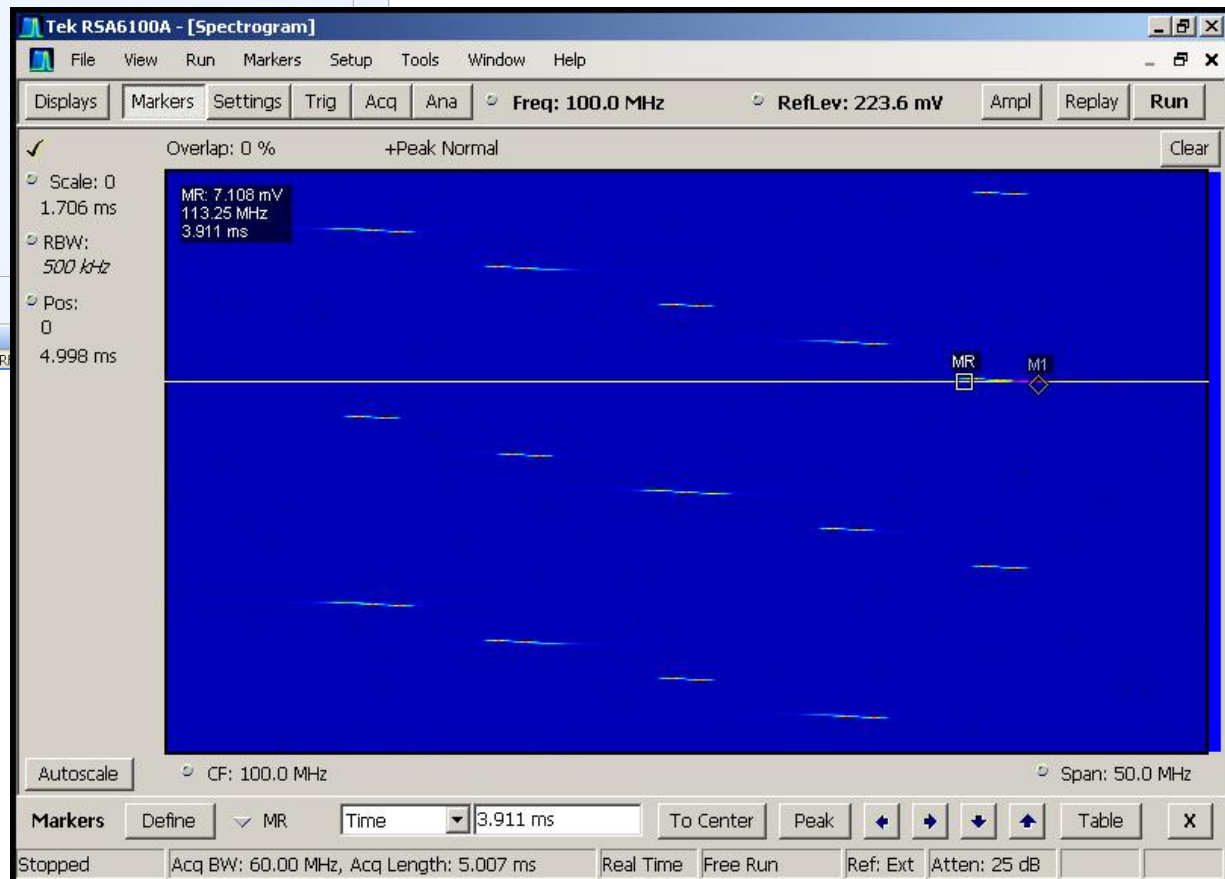 Tek RSA6100A - [Spectrogram]
File View Run Markers Setup Tools Window Help
Displays Markers Settings Trig Acq Ana Freq: 100.0 MHz RefLev: 223.6 mV Ampl Replay Run
Overlap: 0 % +Peak Normal Clear
Scale: 0
1.706 ms
RBW:
500 kHz
Pos:
0
4.998 ms
MR: 7.108 mV
113.25 MHz
3.911 ms
MR M1
Autoscale CF: 100.0 MHz Span: 50.0 MHz
Markers Define MR Time 3.911 ms To Center Peak Table X
Stopped Acq BW: 60.00 MHz, Acq Length: 5.007 ms Real Time Free Run Ref: Ext Atten: 25 dB